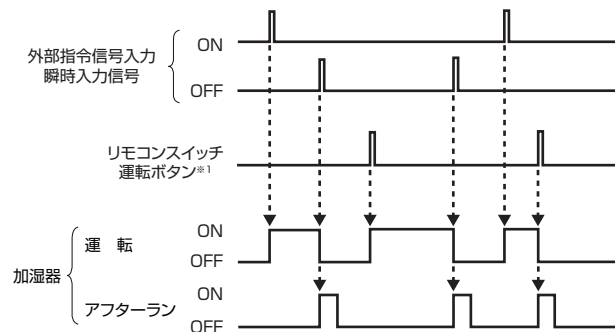 外部指令信号入力
瞬時入力信号
ON
OFF
リモコンスイッチ
運転ボタン※1
加湿器
運 転
ON
OFF
アフターラン
ON
OFF